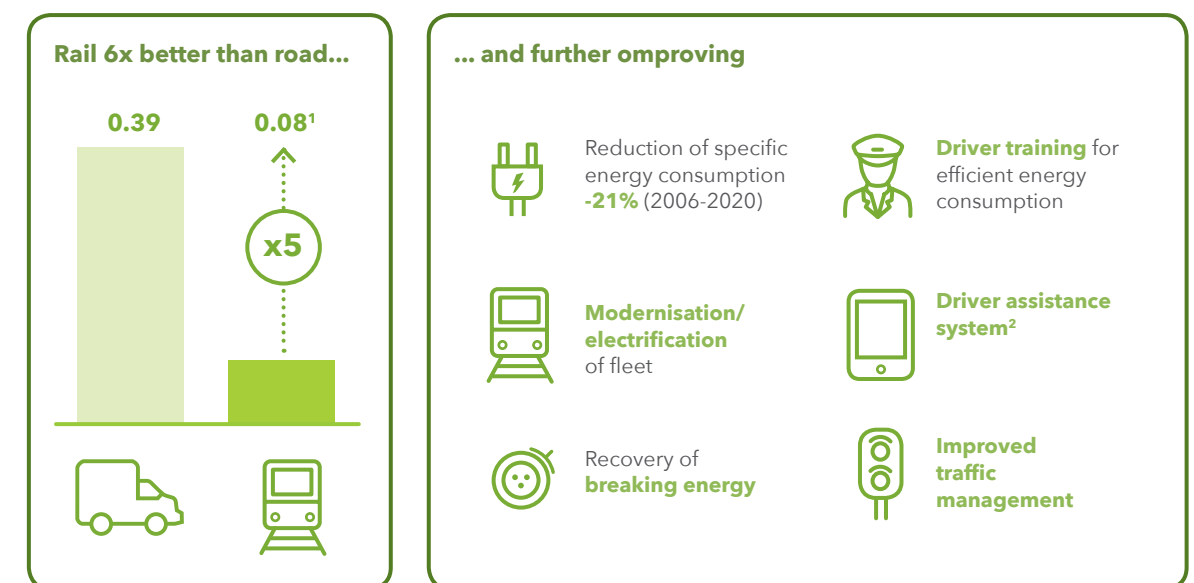 Rail 6x better than road...
0.39
0.08¹
x5
... and further omproving
Reduction of specific
energy consumption
-21% (2006-2020)
Driver training for
efficient energy
consumption
Modernisation/
electrification
of fleet
Driver assistance
system²
Recovery of
breaking energy
Improved
traffic
management